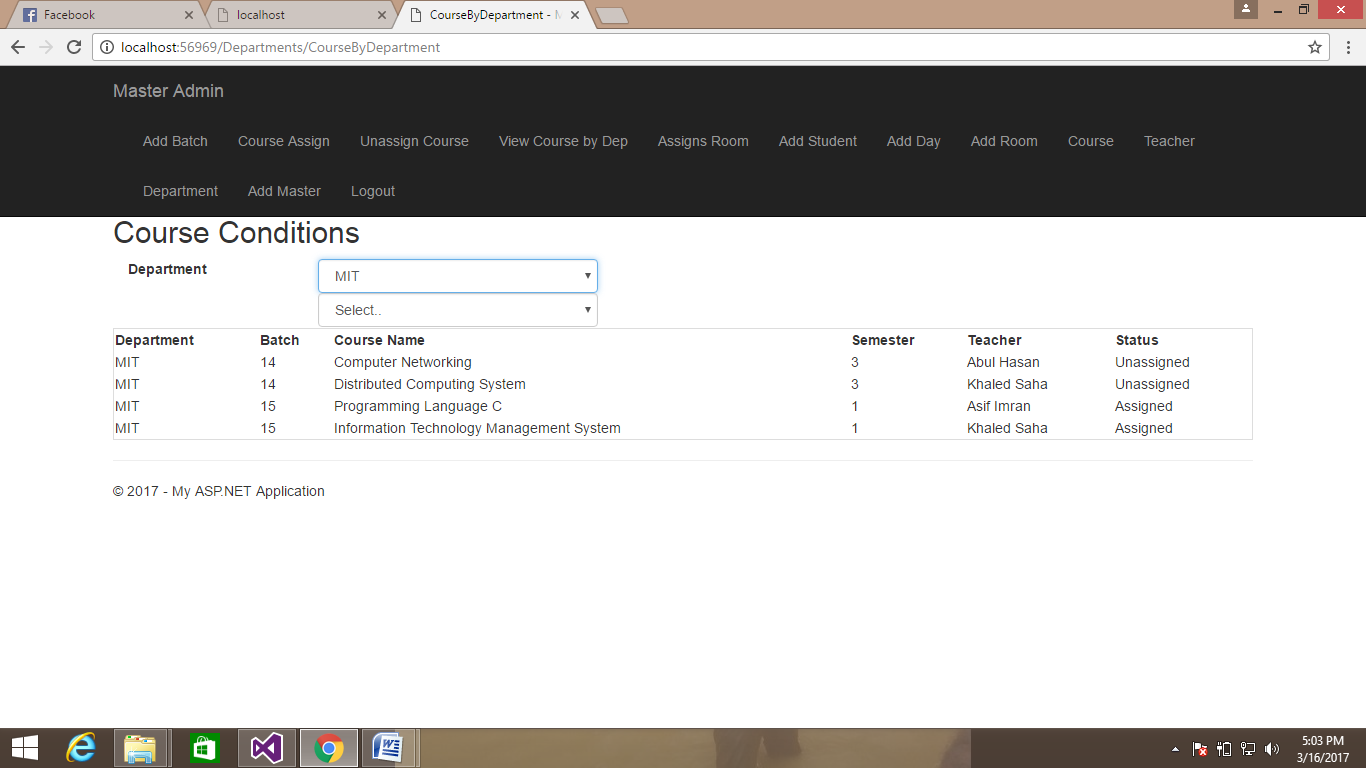 Facebook
localhost
CourseByDepartment - M
localhost:56969/Departments/CourseByDepartment
Master Admin
Add Batch Course Assign Unassign Course View Course by Dep Assigns Room Add Student Add Day Add Room Course Teacher
Department Add Master Logout
Course Conditions
Department MIT
Select..
Department Batch Course Name Semester Teacher Status
MIT 14 Computer Networking 3 Abul Hasan Unassigned
MIT 14 Distributed Computing System 3 Khaled Saha Unassigned
MIT 15 Programming Language C 1 Asif Imran Assigned
MIT 15 Information Technology Management System 1 Khaled Saha Assigned
© 2017 - My ASP.NET Application
5:03 PM
3/16/2017